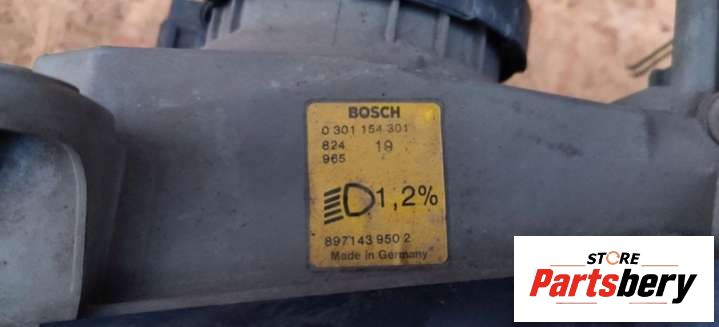 BOSCH
0 301 154 301
824 19
965
1,2%
897143 950 2
Made in Germany
STORE
Partsbery